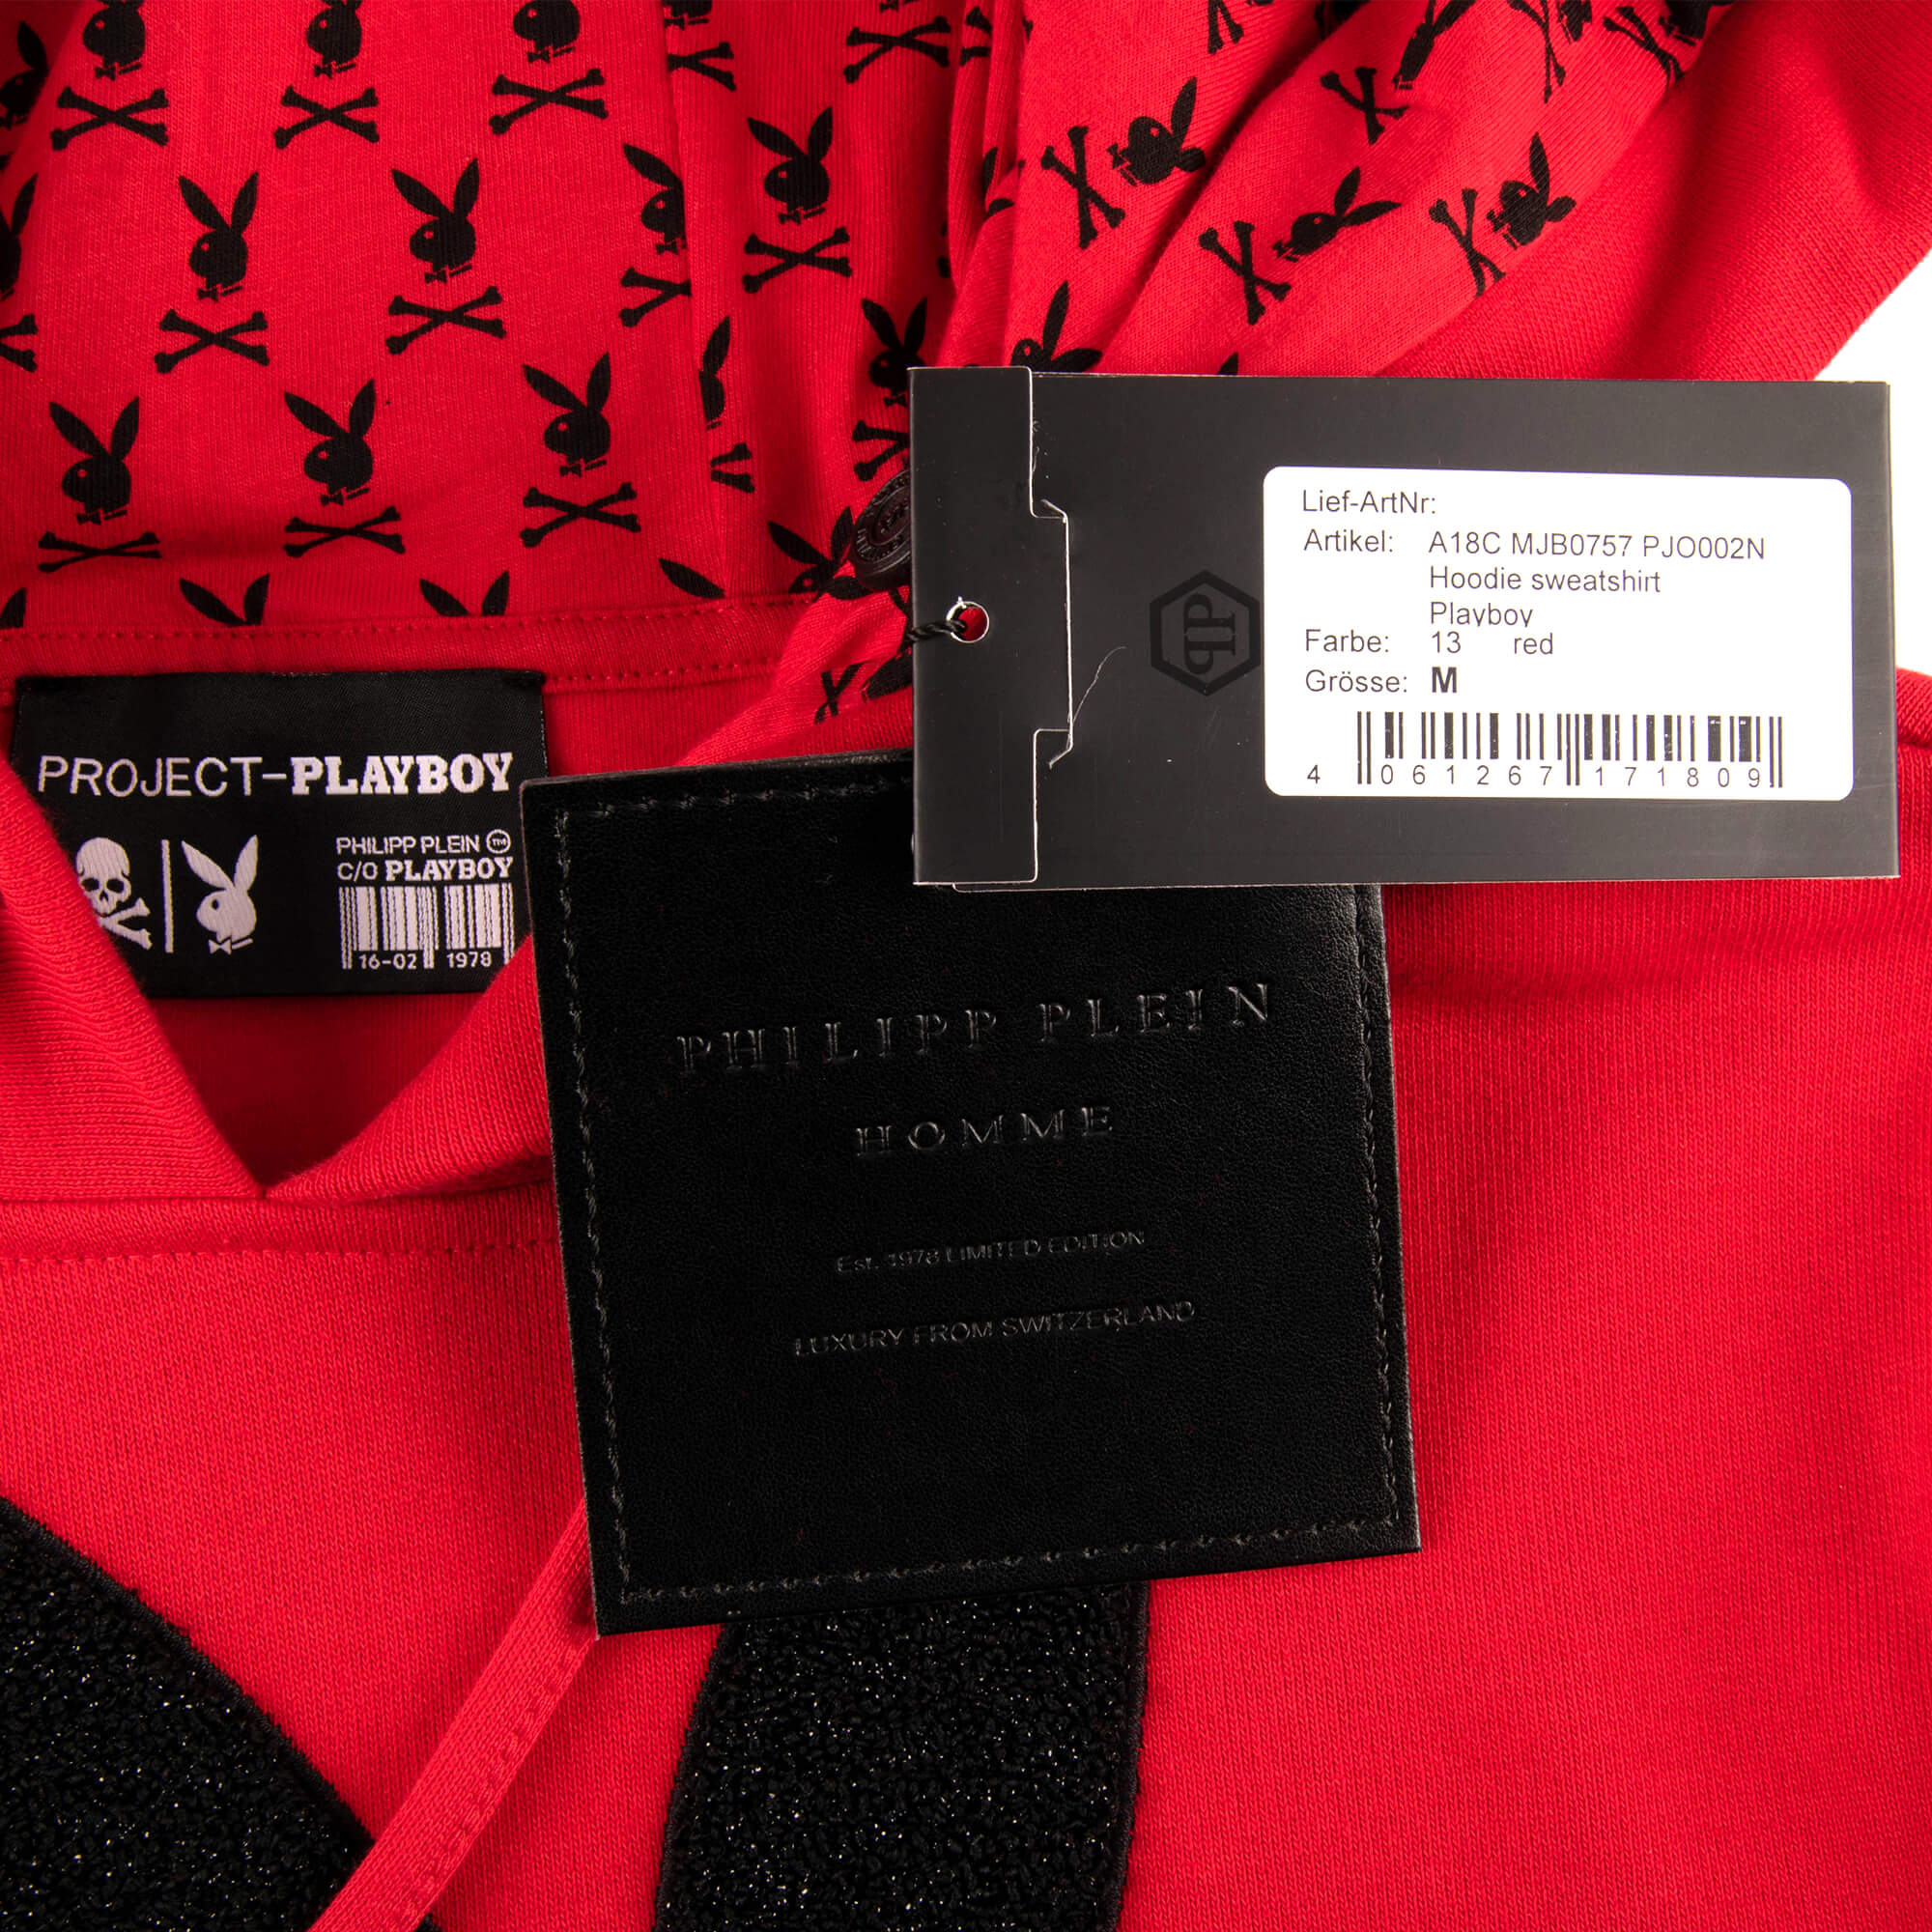 Lief-ArtNr:
Artikel: A18C MJB0757 PJO002N
Hoodie sweatshirt
Playboy
Farbe: 13 red
Grösse: M
4 061267 171809
PROJECT-PLAYBOY
PHILIPP PLEIN TM
C/O PLAYBOY
16-02 1978
PHILIPP PLEIN
HOMME
Est. 1978 LIMITED EDITION
LUXURY FROM SWITZERLAND